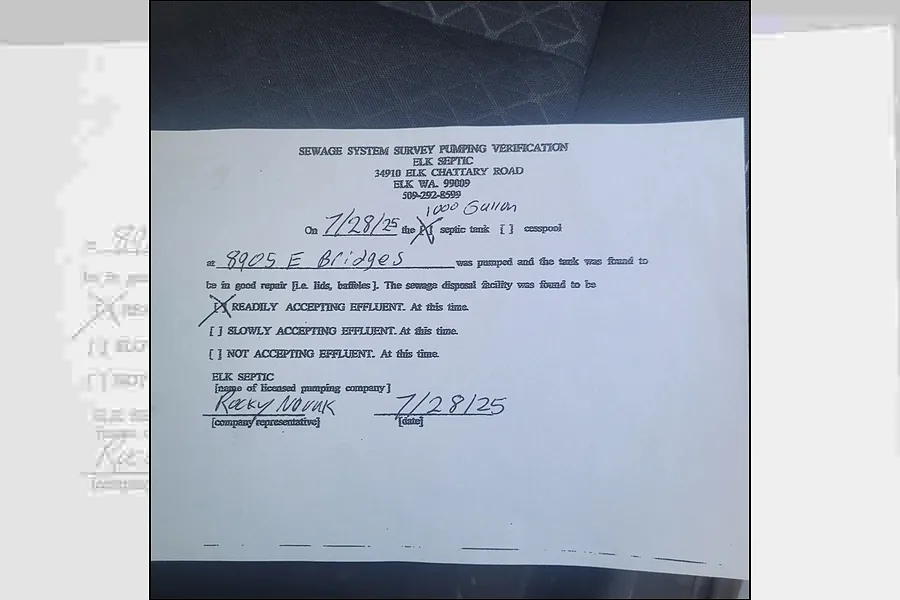 SEWAGE SYSTEM SURVEY PUMPING VERIFICATION
ELK SEPTIC
34910 ELK CHATTARY ROAD
ELK WA. 99009
509-292-8599
1000 Gallon
On 7/28/25 the [X] septic tank [ ] cesspool
at 8905 E Bridges was pumped and the tank was found to
be in good repair [i.e. lids, baffles]. The sewage disposal facility was found to be
[X] READILY ACCEPTING EFFLUENT. At this time.
[ ] SLOWLY ACCEPTING EFFLUENT. At this time.
[ ] NOT ACCEPTING EFFLUENT. At this time.
ELK SEPTIC
[name of licensed pumping company]
Rocky Novak 7/28/25
[company representative] [date]